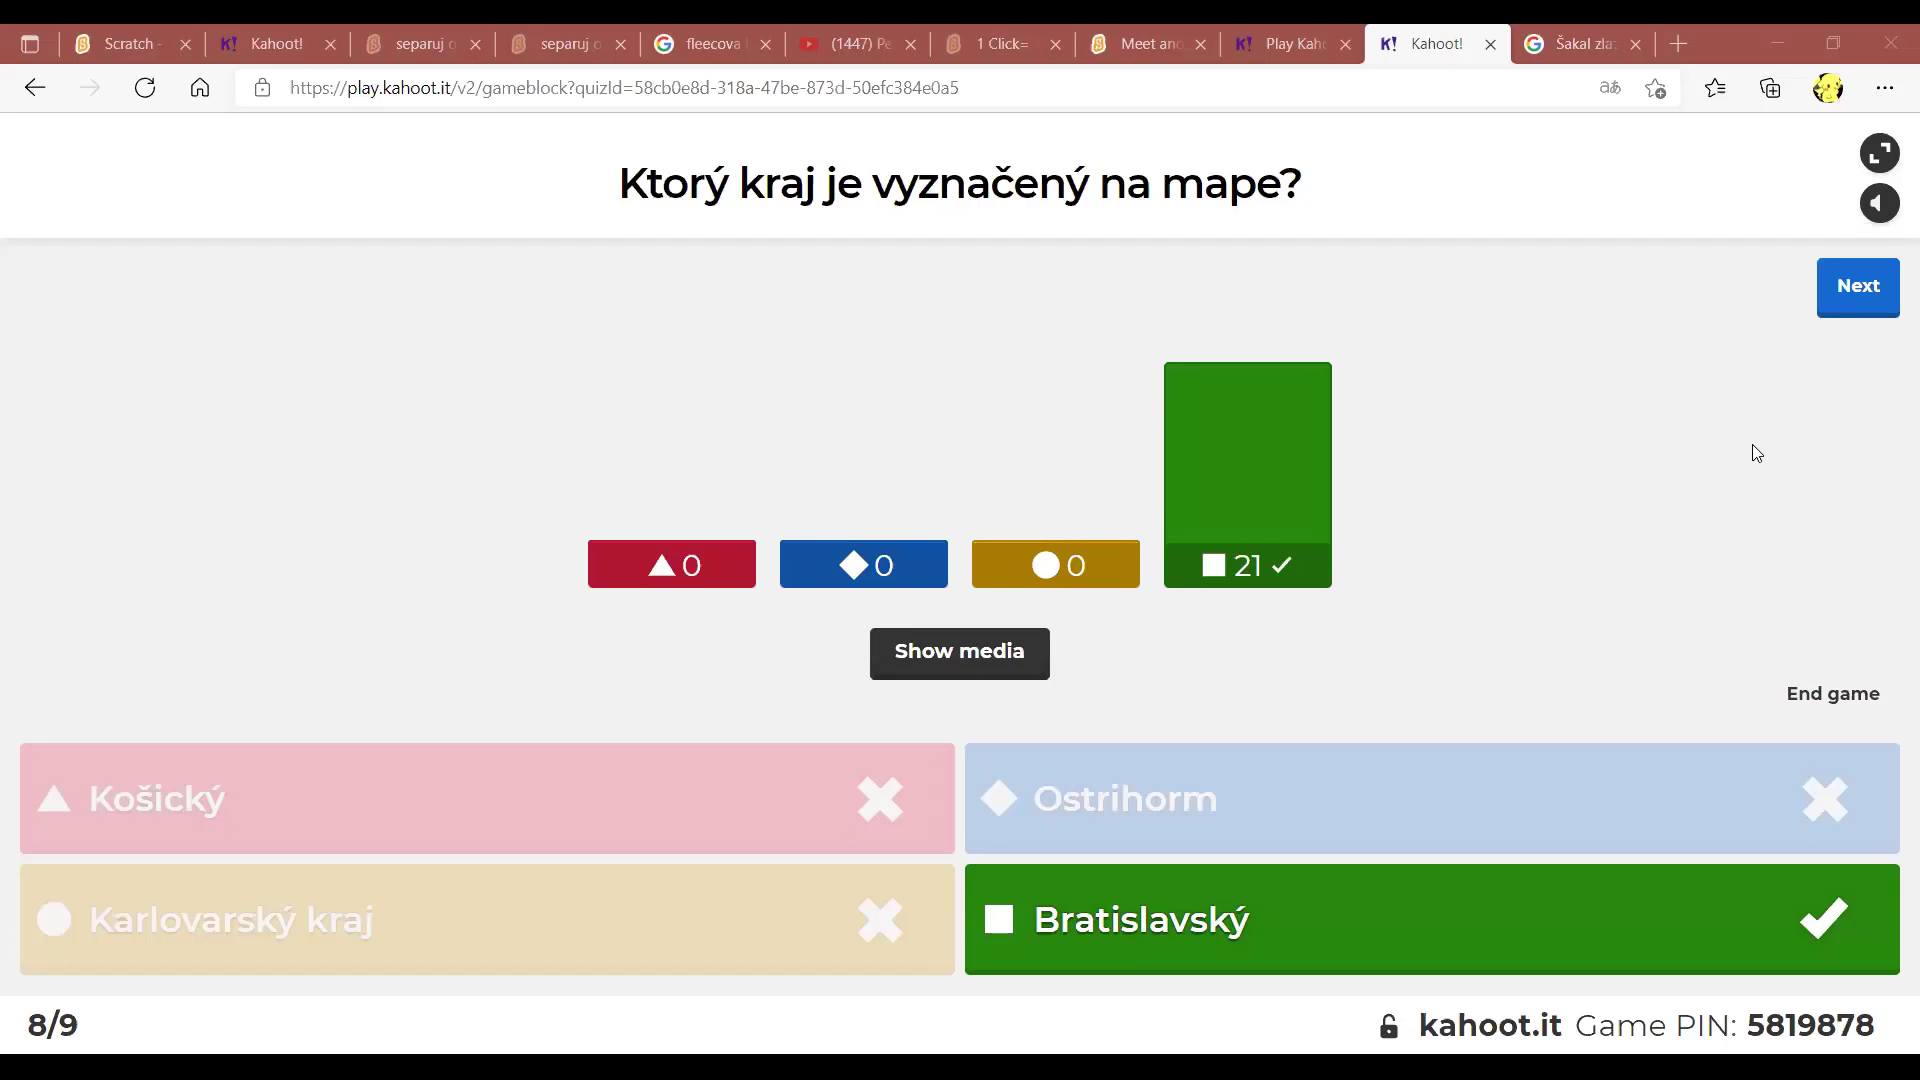 Scratch -
Kahoot!
separuj o
separuj o
fleecova
(1447) Pe
1 Click=
Meet and
Play Kaho
Kahoot!
Šakal zla
https://play.kahoot.it/v2/gameblock?quizId=58cb0e8d-318a-47be-873d-50efc384e0a5
Ktorý kraj je vyznačený na mape?
Next
0
0
0
21
Show media
End game
Košický
Ostrihorm
Karlovarský kraj
Bratislavský
8/9
kahoot.it Game PIN: 5819878